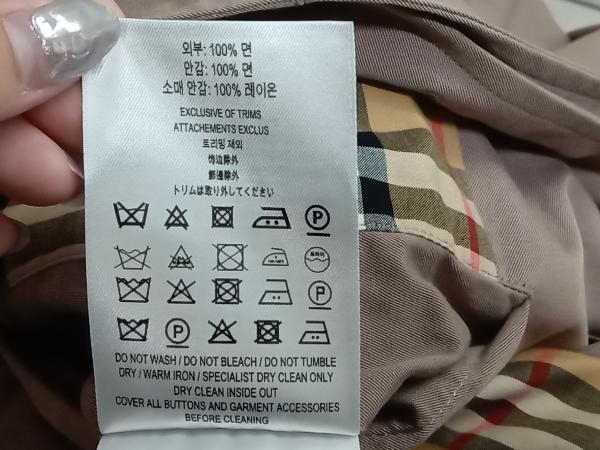 외부: 100% 면
안감: 100% 면
소매 안감: 100% 레이온
EXCLUSIVE OF TRIMS
ATTACHEMENTS EXCLUS
트리밍 제외
饰边除外
飾邊除外
トリムは取り外してください
P
P
P
DO NOT WASH / DO NOT BLEACH / DO NOT TUMBLE
DRY / WARM IRON / SPECIALIST DRY CLEAN ONLY
DRY CLEAN INSIDE OUT
COVER ALL BUTTONS AND GARMENT ACCESSORIES
BEFORE CLEANING